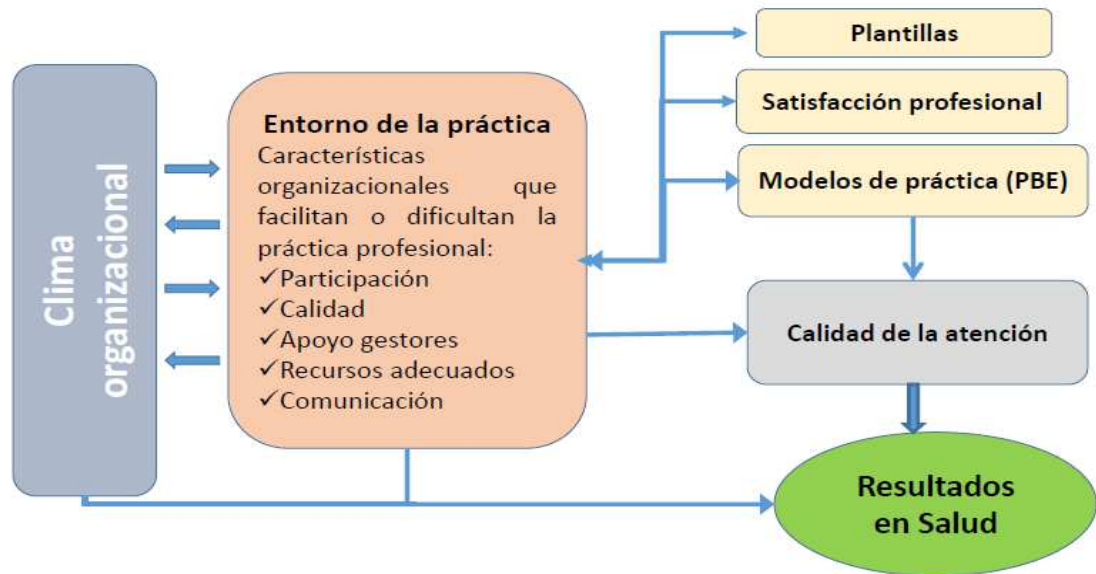 Clima
organizacional
Entorno de la práctica
Características
organizacionales que
facilitan o dificultan la
práctica profesional:
✓Participación
✓Calidad
✓Apoyo gestores
✓Recursos adecuados
✓Comunicación
Plantillas
Satisfacción profesional
Modelos de práctica (PBE)
Calidad de la atención
Resultados
en Salud